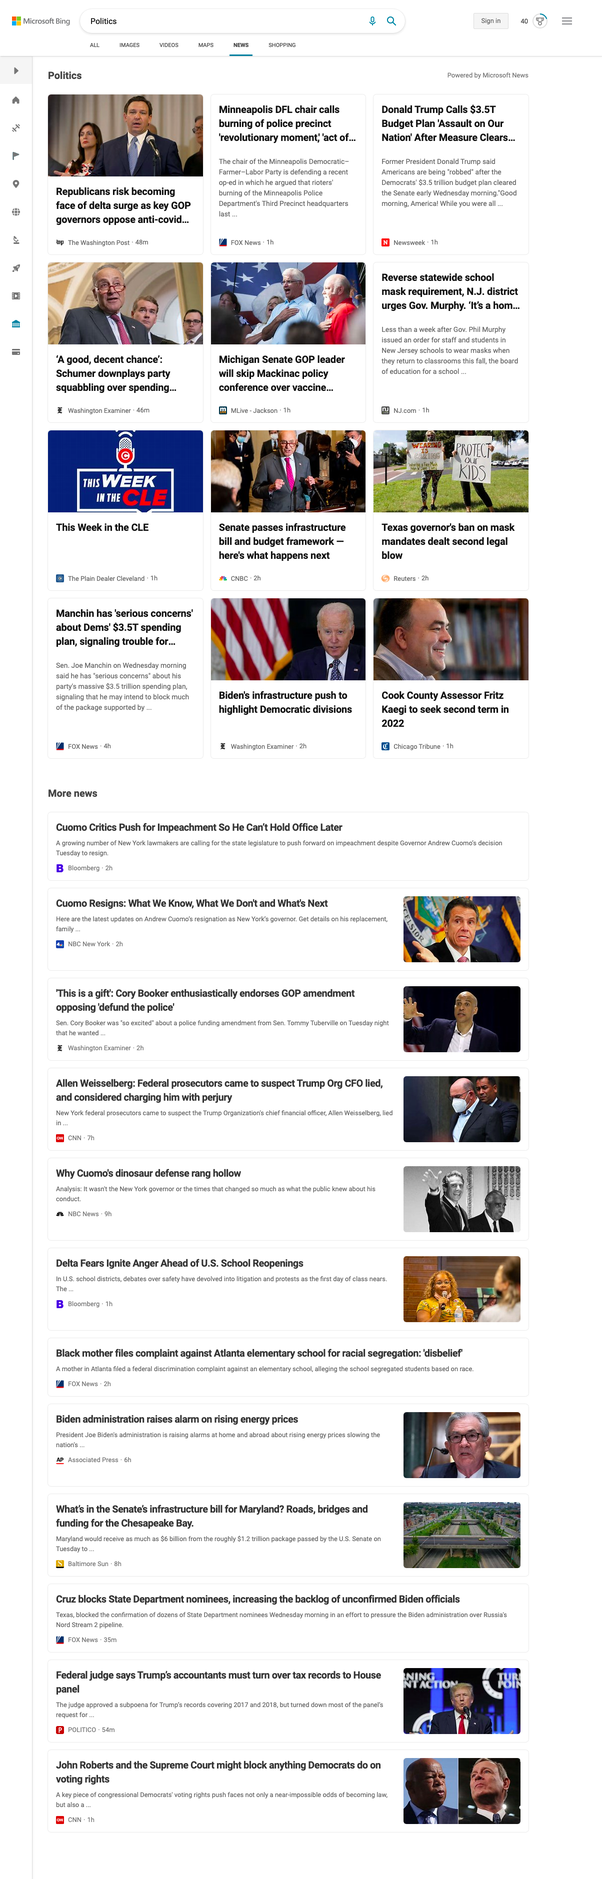 Microsoft Bing
Politics
Sign in
40
ALL
IMAGES
VIDEOS
MAPS
NEWS
SHOPPING
Politics
Powered by Microsoft News
Republicans risk becoming
face of delta surge as key GOP
governors oppose anti-covid...
The Washington Post · 48m
Minneapolis DFL chair calls
burning of police precinct
'revolutionary moment,' 'act of...
The chair of the Minneapolis Democratic–
Farmer–Labor Party is defending a recent
op-ed in which he argued that rioters'
burning of the Minneapolis Police
Department's Third Precinct headquarters
last ...
FOX News · 1h
Donald Trump Calls $3.5T
Budget Plan 'Assault on Our
Nation' After Measure Clears...
Former President Donald Trump said
Americans are being "robbed" after the
Democrats' $3.5 trillion budget plan cleared
the Senate early Wednesday morning."Good
morning, America! While you were all ...
Newsweek · 1h
'A good, decent chance':
Schumer downplays party
squabbling over spending...
Washington Examiner · 46m
Michigan Senate GOP leader
will skip Mackinac policy
conference over vaccine...
MLive - Jackson · 1h
Reverse statewide school
mask requirement, N.J. district
urges Gov. Murphy. 'It's a hom...
Less than a week after Gov. Phil Murphy
issued an order for staff and students in
New Jersey schools to wear masks when
they return to classrooms this fall, the board
of education for a school ...
NJ.com · 1h
THIS WEEK
IN THE CLE
This Week in the CLE
The Plain Dealer Cleveland · 1h
Senate passes infrastructure
bill and budget framework —
here's what happens next
CNBC · 2h
PROTECT
OUR
KIDS
Texas governor's ban on mask
mandates dealt second legal
blow
Reuters · 2h
Manchin has 'serious concerns'
about Dems' $3.5T spending
plan, signaling trouble for...
Sen. Joe Manchin on Wednesday morning
said he has "serious concerns" about his
party's massive $3.5 trillion spending plan,
signaling that he may intend to block much
of the package supported by ...
FOX News · 4h
Biden's infrastructure push to
highlight Democratic divisions
Washington Examiner · 2h
Cook County Assessor Fritz
Kaegi to seek second term in
2022
Chicago Tribune · 1h
More news
Cuomo Critics Push for Impeachment So He Can't Hold Office Later
A growing number of New York lawmakers are calling for the state legislature to push forward on impeachment despite Governor Andrew Cuomo's decision
Tuesday to resign.
Bloomberg · 2h
Cuomo Resigns: What We Know, What We Don't and What's Next
Here are the latest updates on Andrew Cuomo's resignation as New York's governor. Get details on his replacement,
family ...
NBC New York · 2h
'This is a gift': Cory Booker enthusiastically endorses GOP amendment
opposing 'defund the police'
Sen. Cory Booker was "so excited" about a police funding amendment from Sen. Tommy Tuberville on Tuesday night
that he wanted ...
Washington Examiner · 2h
Allen Weisselberg: Federal prosecutors came to suspect Trump Org CFO lied,
and considered charging him with perjury
New York federal prosecutors came to suspect the Trump Organization's chief financial officer, Allen Weisselberg, lied
in ...
CNN · 7h
Why Cuomo's dinosaur defense rang hollow
Analysis: It wasn't the New York governor or the times that changed so much as what the public knew about his
conduct.
NBC News · 9h
Delta Fears Ignite Anger Ahead of U.S. School Reopenings
In U.S. school districts, debates over safety have devolved into litigation and protests as the first day of class nears.
The ...
Bloomberg · 1h
Black mother files complaint against Atlanta elementary school for racial segregation: 'disbelief'
A mother in Atlanta filed a federal discrimination complaint against an elementary school, alleging the school segregated students based on race.
FOX News · 2h
Biden administration raises alarm on rising energy prices
President Joe Biden's administration is raising alarms at home and abroad about rising energy prices slowing the
nation's ...
Associated Press · 6h
What's in the Senate's infrastructure bill for Maryland? Roads, bridges and
funding for the Chesapeake Bay.
Maryland would receive as much as $6 billion from the roughly $1.2 trillion package passed by the U.S. Senate on
Tuesday to ...
Baltimore Sun · 8h
Cruz blocks State Department nominees, increasing the backlog of unconfirmed Biden officials
Texas, blocked the confirmation of dozens of State Department nominees Wednesday morning in an effort to pressure the Biden administration over Russia's
Nord Stream 2 pipeline.
FOX News · 35m
Federal judge says Trump's accountants must turn over tax records to House
panel
The judge approved a subpoena for Trump's records covering 2017 and 2018, but turned down most of the panel's
request for ...
POLITICO · 54m
John Roberts and the Supreme Court might block anything Democrats do on
voting rights
A key piece of congressional Democrats' voting rights push faces not only a near-impossible odds of becoming law,
but also a ...
CNN · 1h